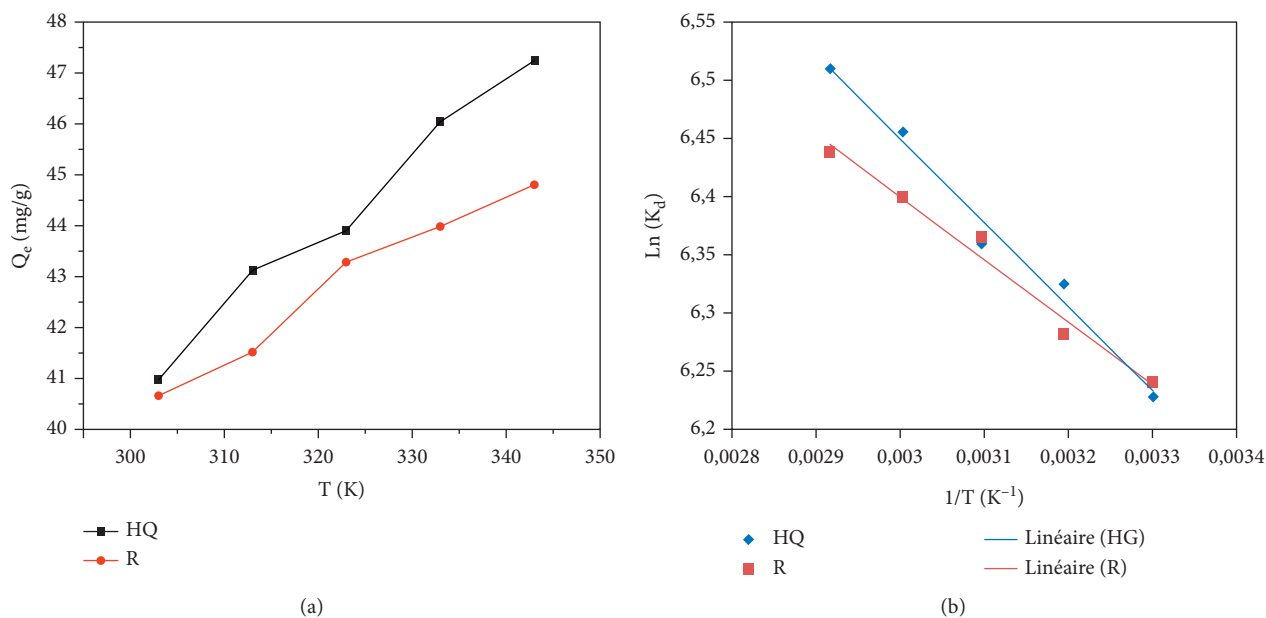 48
47
46
45
44
43
42
41
40
Qe (mg/g)
300
310
320
330
340
350
T (K)
HQ
R
(a)
6,55
6,5
6,45
6,4
6,35
6,3
6,25
6,2
Ln (Kd)
0,0028
0,0029
0,003
0,0031
0,0032
0,0033
0,0034
1/T (K⁻¹)
HQ
Linéaire (HG)
R
Linéaire (R)
(b)